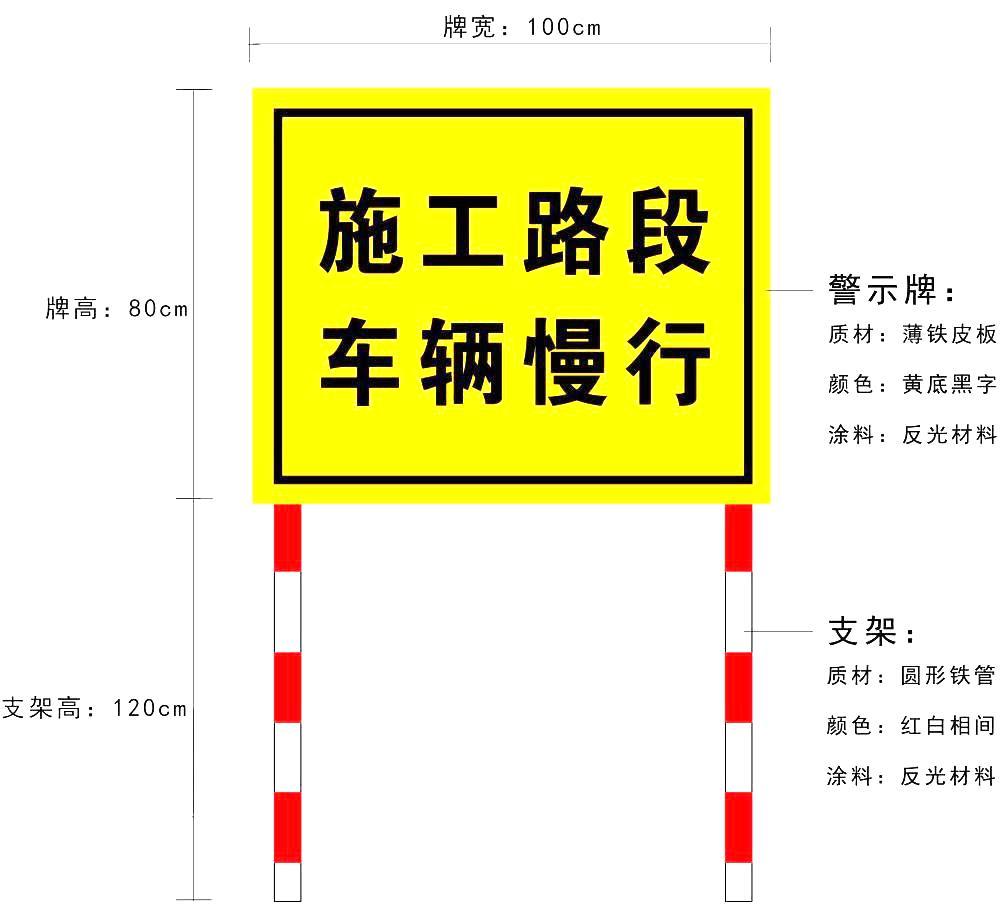 牌宽：100cm
施工路段
车辆慢行
牌高：80cm
警示牌：
质材：薄铁皮板
颜色：黄底黑字
涂料：反光材料
支架：
质材：圆形铁管
支架高：120cm
颜色：红白相间
涂料：反光材料